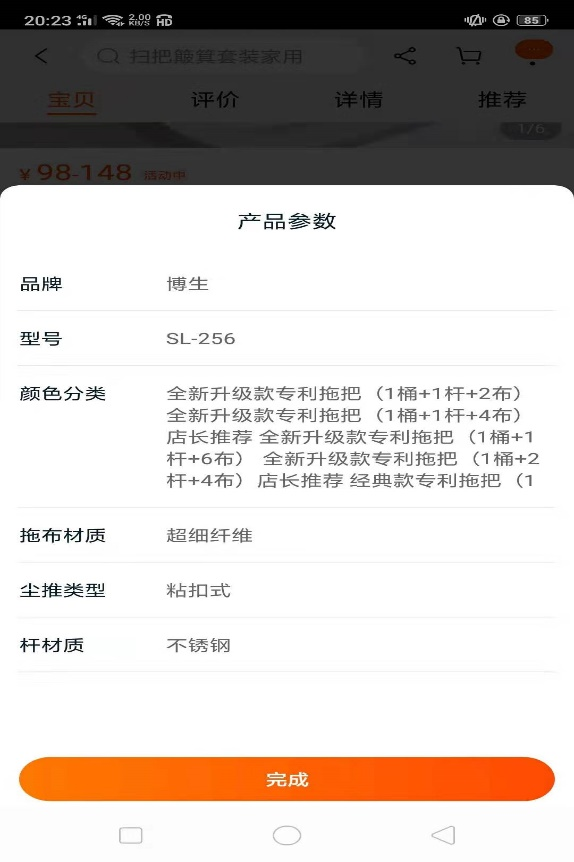 20:23 4G 2.00 KB/S HD 85
扫把簸箕套装家用
宝贝 评价 详情 推荐
1/6
¥98-148 活动中
产品参数
品牌 博生
型号 SL-256
颜色分类 全新升级款专利拖把（1桶+1杆+2布）
全新升级款专利拖把（1桶+1杆+4布）
店长推荐 全新升级款专利拖把（1桶+1
杆+6布） 全新升级款专利拖把（1桶+2
杆+4布）店长推荐 经典款专利拖把（1
拖布材质 超细纤维
尘推类型 粘扣式
杆材质 不锈钢
完成